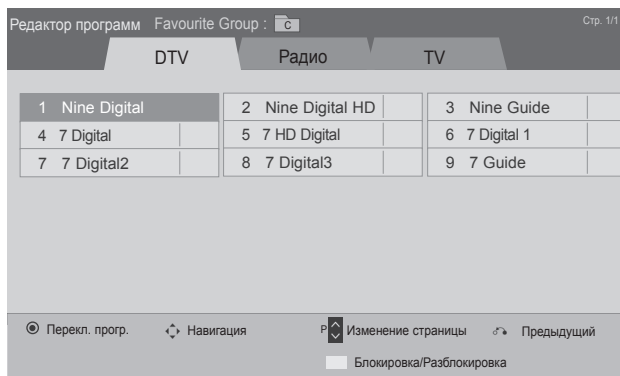 Редактор программ Favourite Group : C Стр. 1/1
DTV Радио TV
1 Nine Digital 2 Nine Digital HD 3 Nine Guide
4 7 Digital 5 7 HD Digital 6 7 Digital 1
7 7 Digital2 8 7 Digital3 9 7 Guide
Перекл. прогр. Навигация P Изменение страницы Предыдущий
Блокировка/Разблокировка